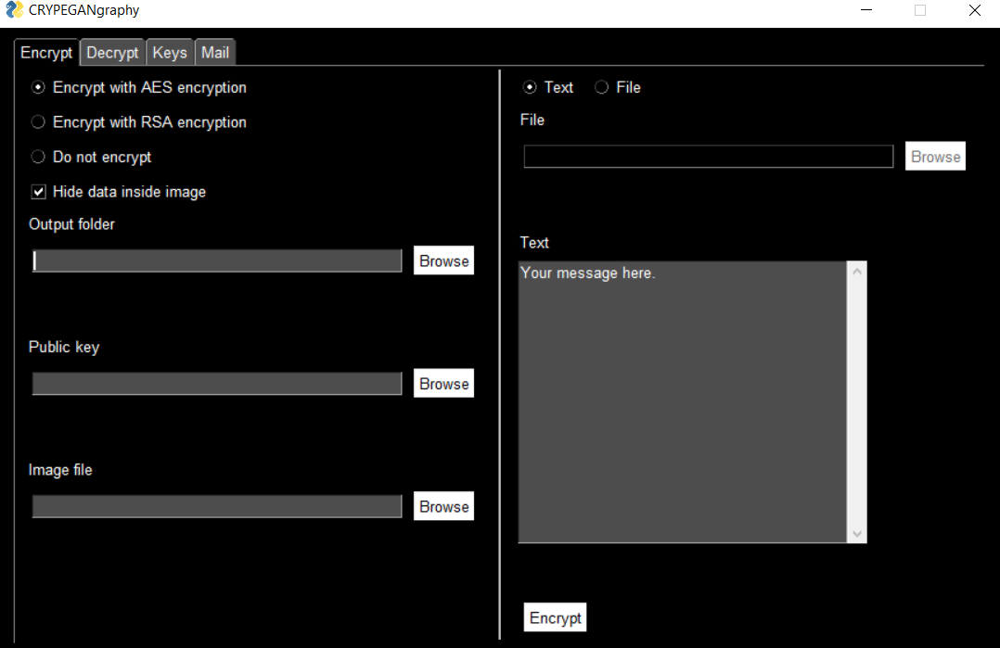 CRYPEGANgraphy
Encrypt Decrypt Keys Mail
Encrypt with AES encryption
Encrypt with RSA encryption
Do not encrypt
Hide data inside image
Output folder
Browse
Public key
Browse
Image file
Browse
Text File
File
Browse
Text
Your message here.
Encrypt